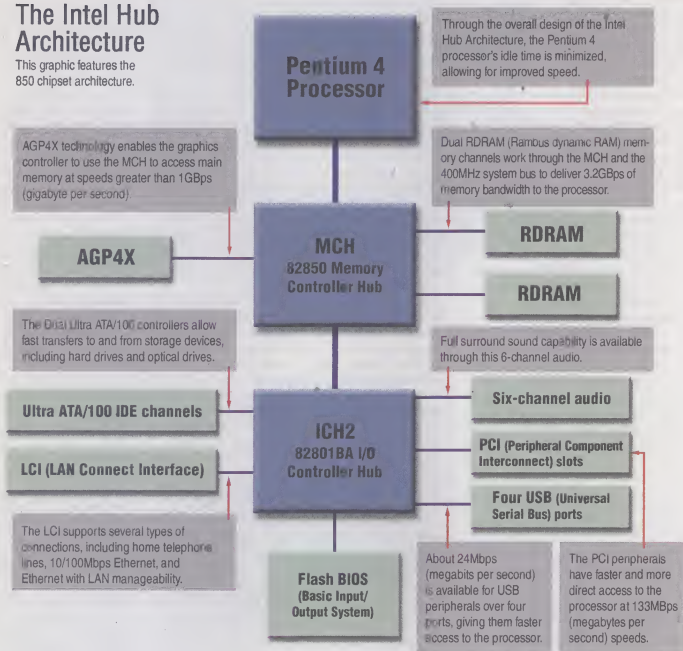 The Intel Hub
Architecture
This graphic features the
850 chipset architecture.
Pentium 4
Processor
Through the overall design of the Intel
Hub Architecture, the Pentium 4
processor's idle time is minimized,
allowing for improved speed.
AGP4X technology enables the graphics
controller to use the MCH to access main
memory at speeds greater than 1GBps
(gigabyte per second).
Dual RDRAM (Rambus dynamic RAM) mem-
ory channels work through the MCH and the
400MHz system bus to deliver 3.2GBps of
memory bandwidth to the processor.
AGP4X
MCH
82850 Memory
Controller Hub
RDRAM
RDRAM
The Dual Ultra ATA/100 controllers allow
fast transfers to and from storage devices,
including hard drives and optical drives.
Full surround sound capability is available
through this 6-channel audio.
Ultra ATA/100 IDE channels
LCI (LAN Connect Interface)
ICH2
82801BA I/O
Controller Hub
Six-channel audio
PCI (Peripheral Component
Interconnect) slots
Four USB (Universal
Serial Bus) ports
The LCI supports several types of
connections, including home telephone
lines, 10/100Mbps Ethernet, and
Ethernet with LAN manageability.
Flash BIOS
(Basic Input/
Output System)
About 24Mbps
(megabits per second)
is available for USB
peripherals over four
ports, giving them faster
access to the processor.
The PCI peripherals
have faster and more
direct access to the
processor at 133MBps
(megabytes per
second) speeds.